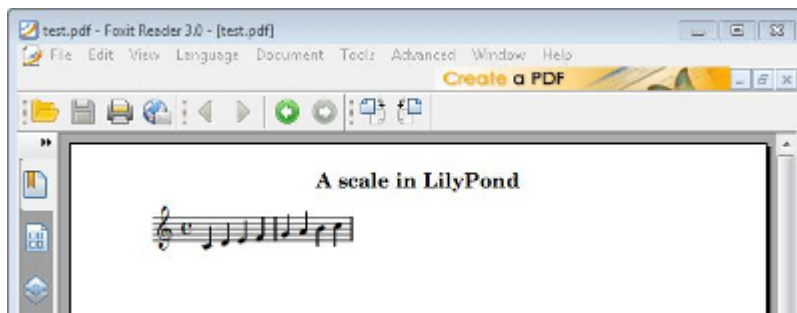 test.pdf - Foxit Reader 3.0 - [test.pdf]
File Edit View Language Document Tools Advanced Window Help
Create a PDF
A scale in LilyPond